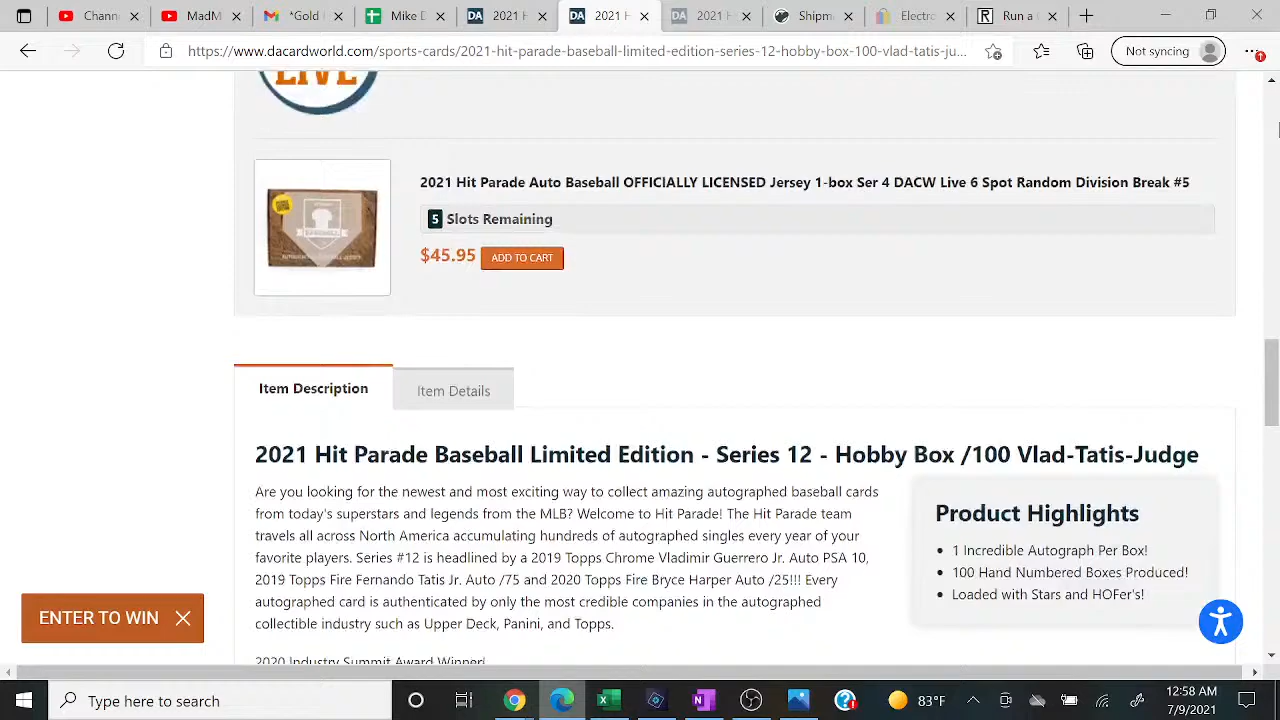 Chann
MadM
*Gold I
Mike D
DA 2021 H
DA 2021 H
DA 2021 H
Electro
R Run a l
https://www.dacardworld.com/sports-cards/2021-hit-parade-baseball-limited-edition-series-12-hobby-box-100-vlad-tatis-ju...
Not syncing
LIVE
2021 Hit Parade Auto Baseball OFFICIALLY LICENSED Jersey 1-box Ser 4 DACW Live 6 Spot Random Division Break #5
5 Slots Remaining
$45.95 ADD TO CART
Item Description
Item Details
2021 Hit Parade Baseball Limited Edition - Series 12 - Hobby Box /100 Vlad-Tatis-Judge
Are you looking for the newest and most exciting way to collect amazing autographed baseball cards
from today's superstars and legends from the MLB? Welcome to Hit Parade! The Hit Parade team
travels all across North America accumulating hundreds of autographed singles every year of your
favorite players. Series #12 is headlined by a 2019 Topps Chrome Vladimir Guerrero Jr. Auto PSA 10,
2019 Topps Fire Fernando Tatis Jr. Auto /75 and 2020 Topps Fire Bryce Harper Auto /25!!! Every
autographed card is authenticated by only the most credible companies in the autographed
collectible industry such as Upper Deck, Panini, and Topps.
2020 Industry Summit Award Winner!
Product Highlights
• 1 Incredible Autograph Per Box!
• 100 Hand Numbered Boxes Produced!
• Loaded with Stars and HOFer's!
ENTER TO WIN
Type here to search
83°F
12:58 AM
7/9/2021